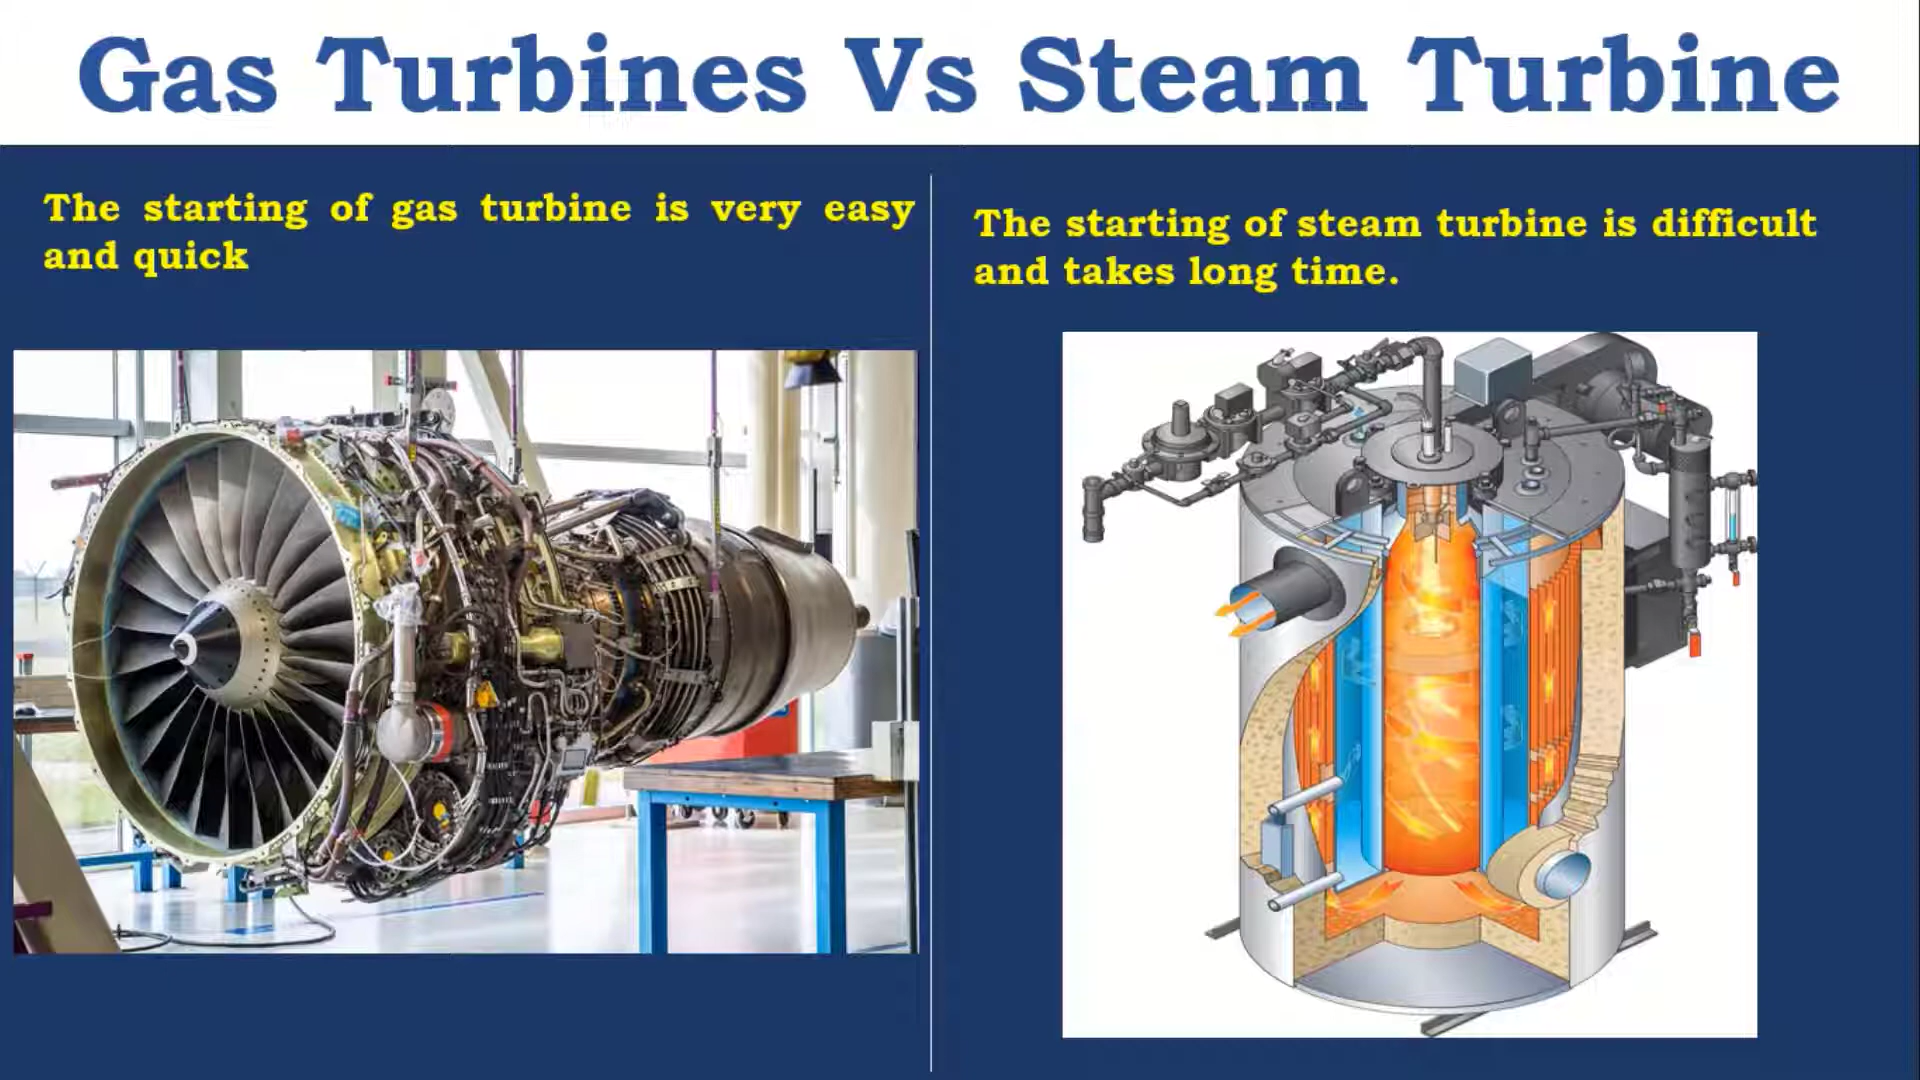 Gas Turbines Vs Steam Turbine
The starting of gas turbine is very easy
and quick
The starting of steam turbine is difficult
and takes long time.